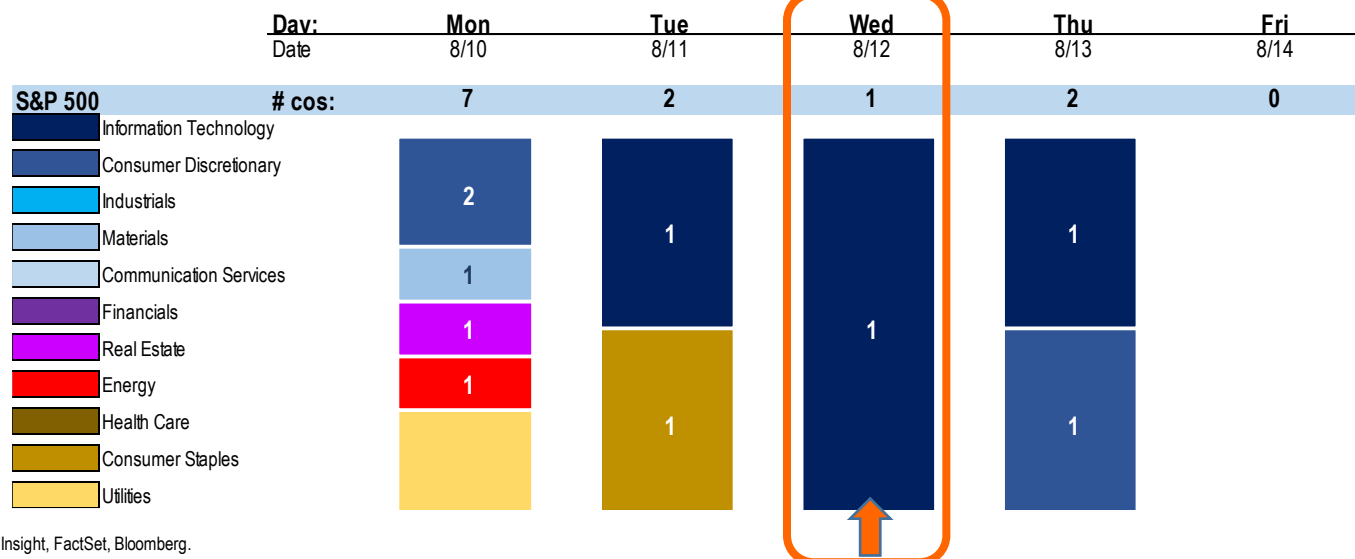 Day: Mon Tue Wed Thu Fri
Date 8/10 8/11 8/12 8/13 8/14
S&P 500 # cos: 7 2 1 2 0
Information Technology
Consumer Discretionary
Industrials
Materials
Communication Services
Financials
Real Estate
Energy
Health Care
Consumer Staples
Utilities
2
1
1
1
1
1
1
1
1
Insight, FactSet, Bloomberg.